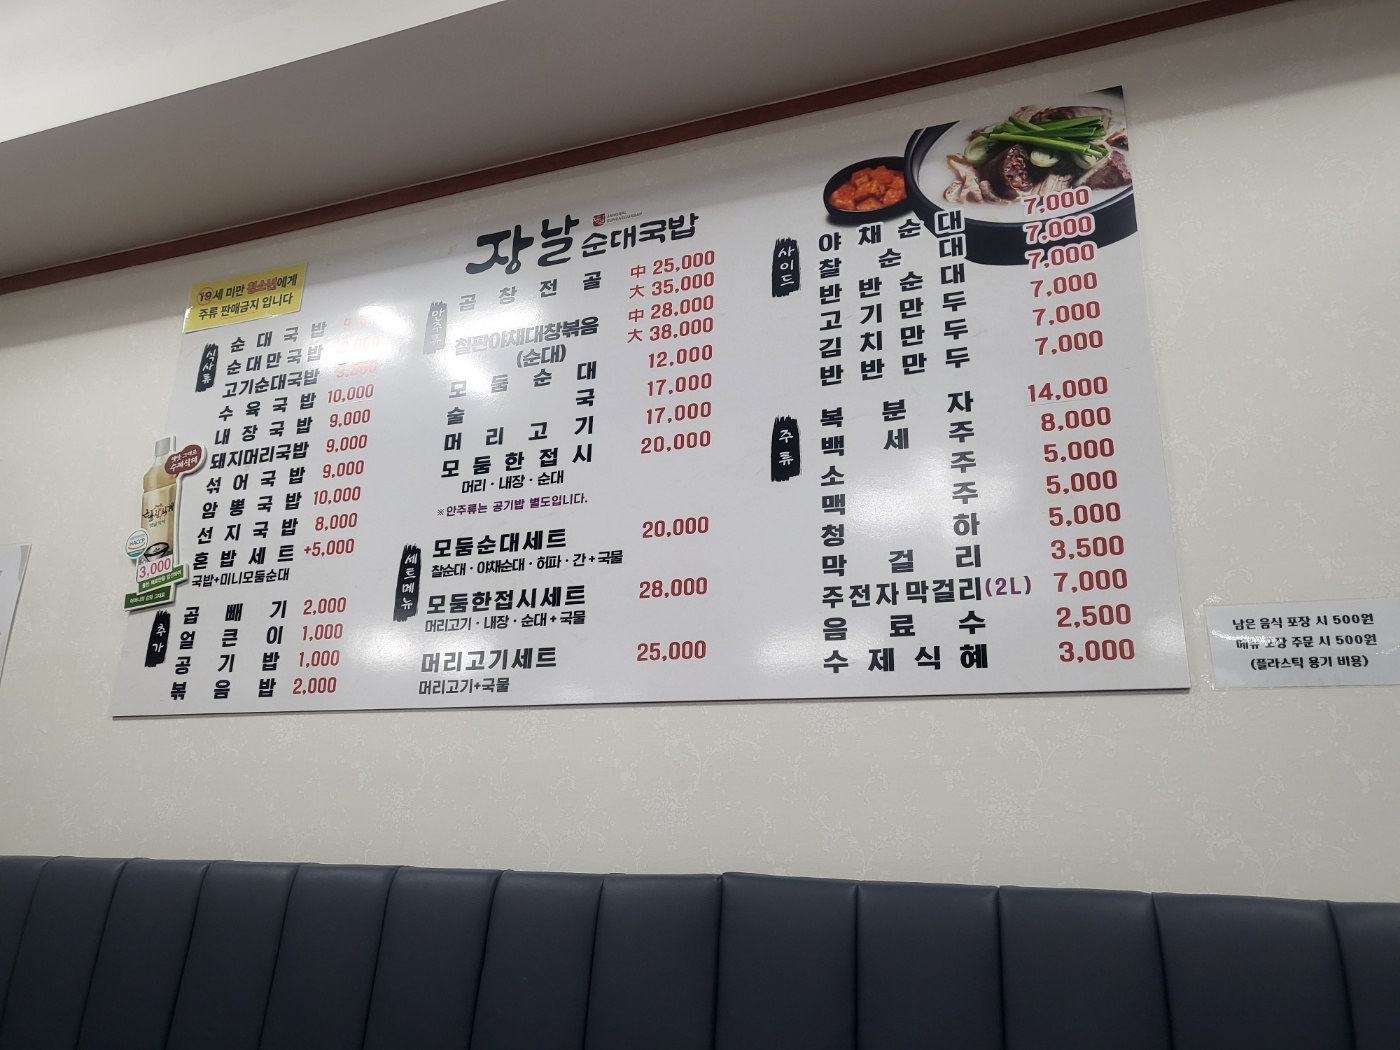 장날 순대국밥
19세 미만 청소년에게
주류 판매금지 입니다
식사류
순대국밥
순대만국밥
고기순대국밥
수육국밥 10,000
내장국밥 9,000
돼지머리국밥 9,000
섞어국밥 9,000
암뽕국밥 10,000
선지국밥 8,000
혼밥세트 +5,000
국밥+미니모둠순대
추가
곱빼기 2,000
얼큰이 1,000
공기밥 1,000
볶음밥 2,000
수제식혜
HACCP
3,000
안주류
곱창전골 中 25,000
大 35,000
철판야채대창볶음 中 28,000
(순대) 大 38,000
모둠순대 12,000
술국 17,000
머리고기 17,000
모둠한접시 20,000
머리·내장·순대
※안주류는 공기밥 별도입니다.
세트메뉴
모둠순대세트 20,000
찰순대·야채순대·허파·간+국물
모둠한접시세트 28,000
머리고기·내장·순대+국물
머리고기세트 25,000
머리고기+국물
사이드
야채순대 7,000
찰순대 7,000
반반순대 7,000
고기만두 7,000
김치만두 7,000
반반만두 7,000
주류
복분자 14,000
백세주 8,000
소주 5,000
맥주 5,000
청하 5,000
막걸리 3,500
주전자막걸리(2L) 7,000
음료수 2,500
수제식혜 3,000
남은 음식 포장 시 500원
메뉴 포장 주문 시 500원
(플라스틱 용기 비용)